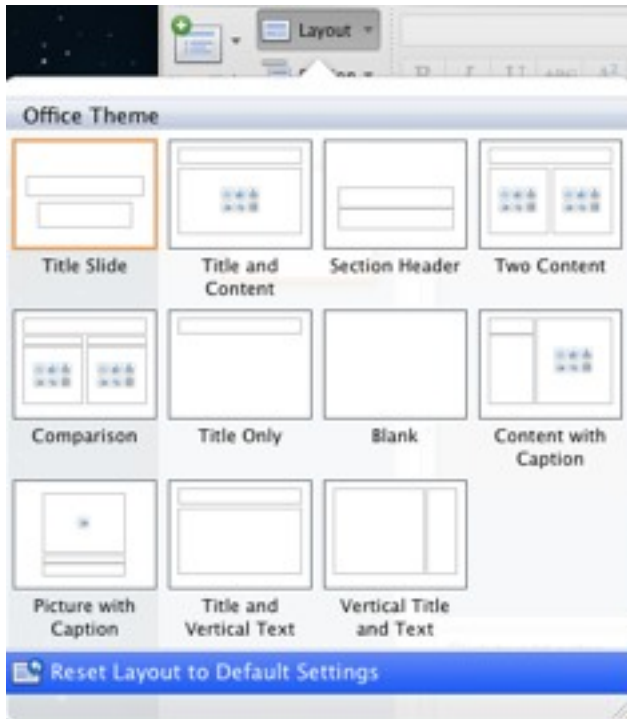 Layout
Office Theme
Title Slide
Title and
Content
Section Header
Two Content
Comparison
Title Only
Blank
Content with
Caption
Picture with
Caption
Title and
Vertical Text
Vertical Title
and Text
Reset Layout to Default Settings